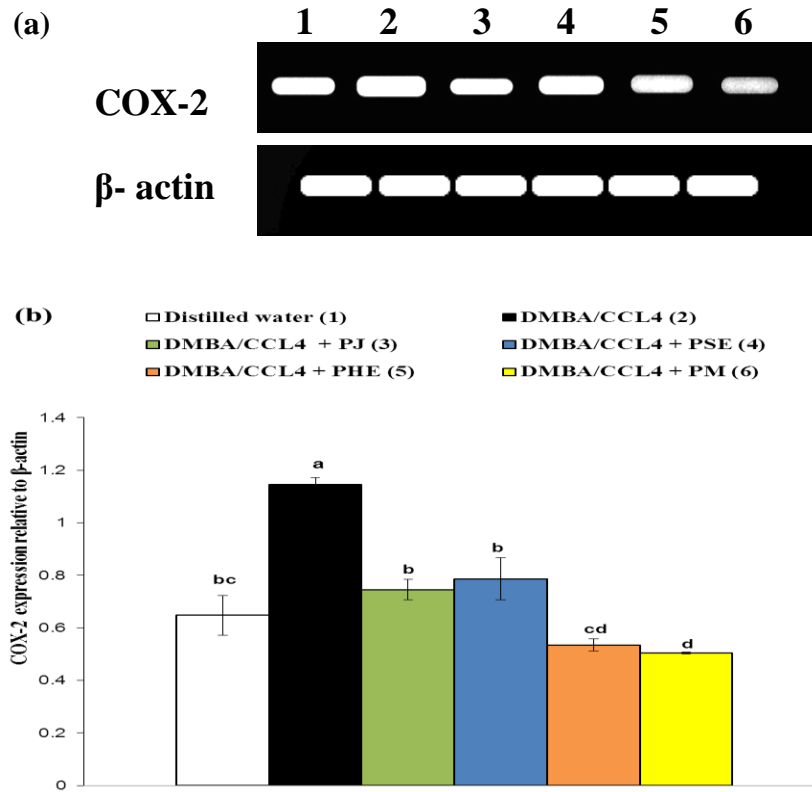 (a) 1 2 3 4 5 6
COX-2
β- actin
(b)
Distilled water (1) DMBA/CCL4 (2)
DMBA/CCL4 + PJ (3) DMBA/CCL4 + PSE (4)
DMBA/CCL4 + PHE (5) DMBA/CCL4 + PM (6)
COX-2 expression relative to β-actin
1.4
1.2
1
0.8
0.6
0.4
0.2
0
bc a b b cd d